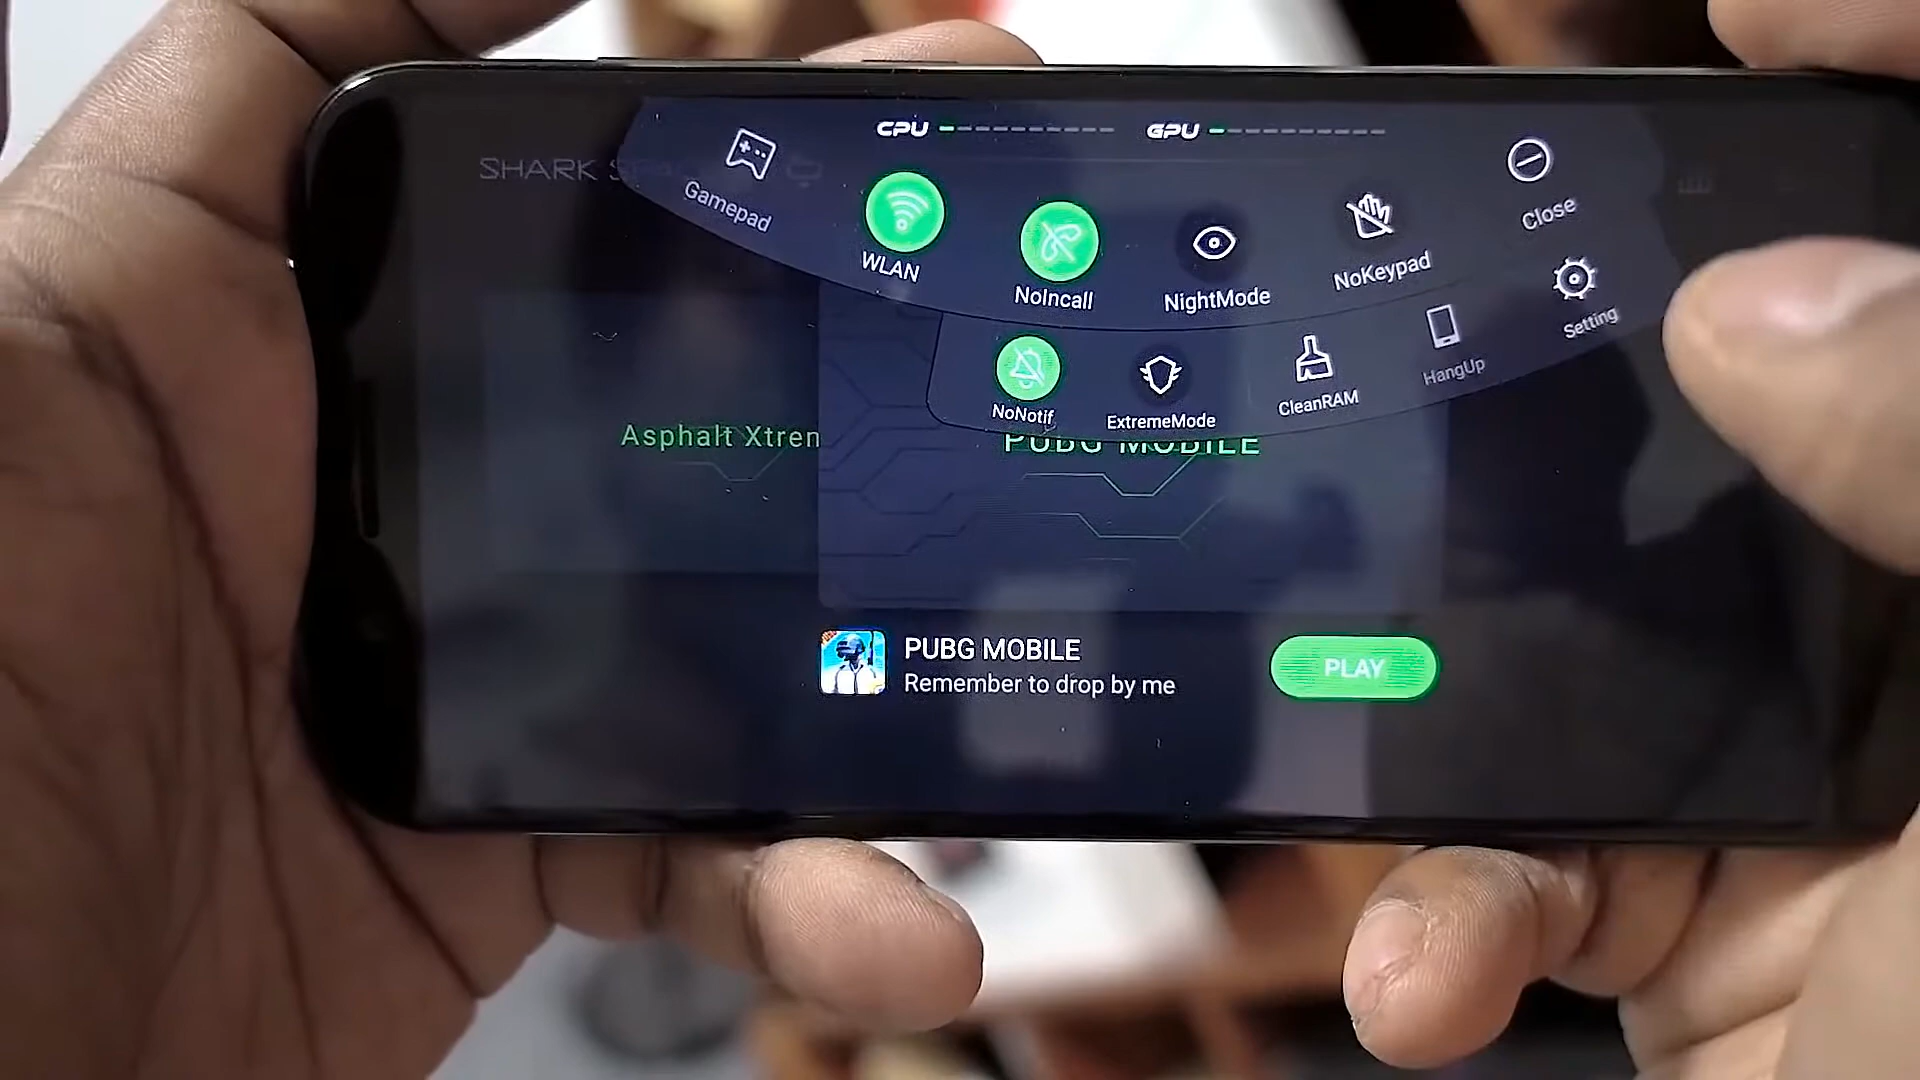 CPU
GPU
SHARK
Gamepad
WLAN
NoIncall
NightMode
NoKeypad
Close
NoNotif
ExtremeMode
CleanRAM
HangUp
Setting
Asphalt Xtrem
PUBG MOBILE
PUBG MOBILE
Remember to drop by me
PLAY